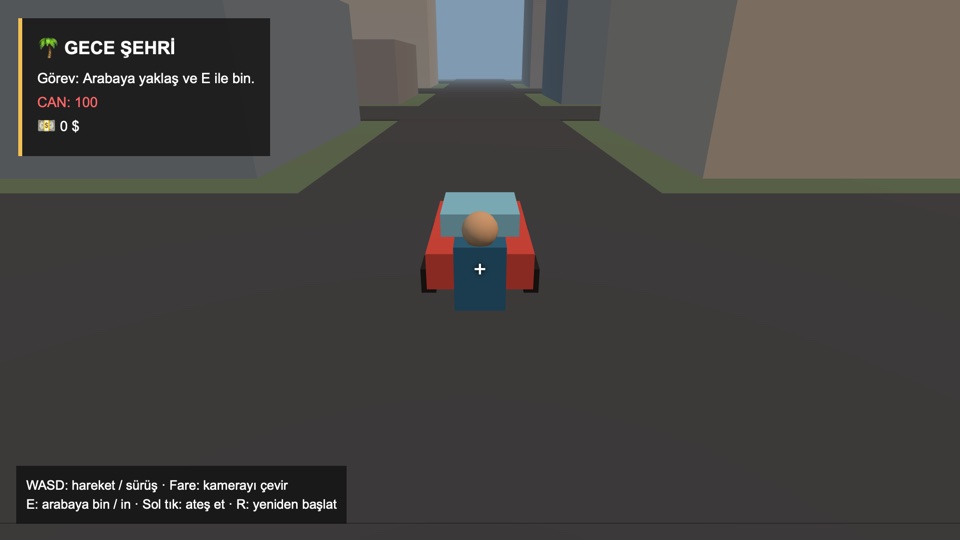 🌴 GECE ŞEHRİ
Görev: Arabaya yaklaş ve E ile bin.
CAN: 100
💵 0 $
WASD: hareket / sürüş · Fare: kamerayı çevir
E: arabaya bin / in · Sol tık: ateş et · R: yeniden başlat